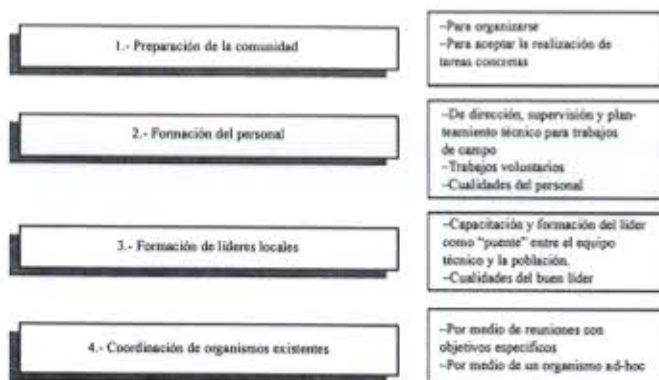 1.- Preparación de la comunidad
–Para organizarse
–Para aceptar la realización de
tareas concretas
2.- Formación del personal
–De dirección, supervisión y plan-
teamiento técnico para trabajos
de campo
–Trabajos voluntarios
–Cualidades del personal
3.- Formación de líderes locales
–Capacitación y formación del líder
como “puente” entre el equipo
técnico y la población.
–Cualidades del buen líder
4.- Coordinación de organismos existentes
–Por medio de reuniones con
objetivos específicos
–Por medio de un organismo ad-hoc